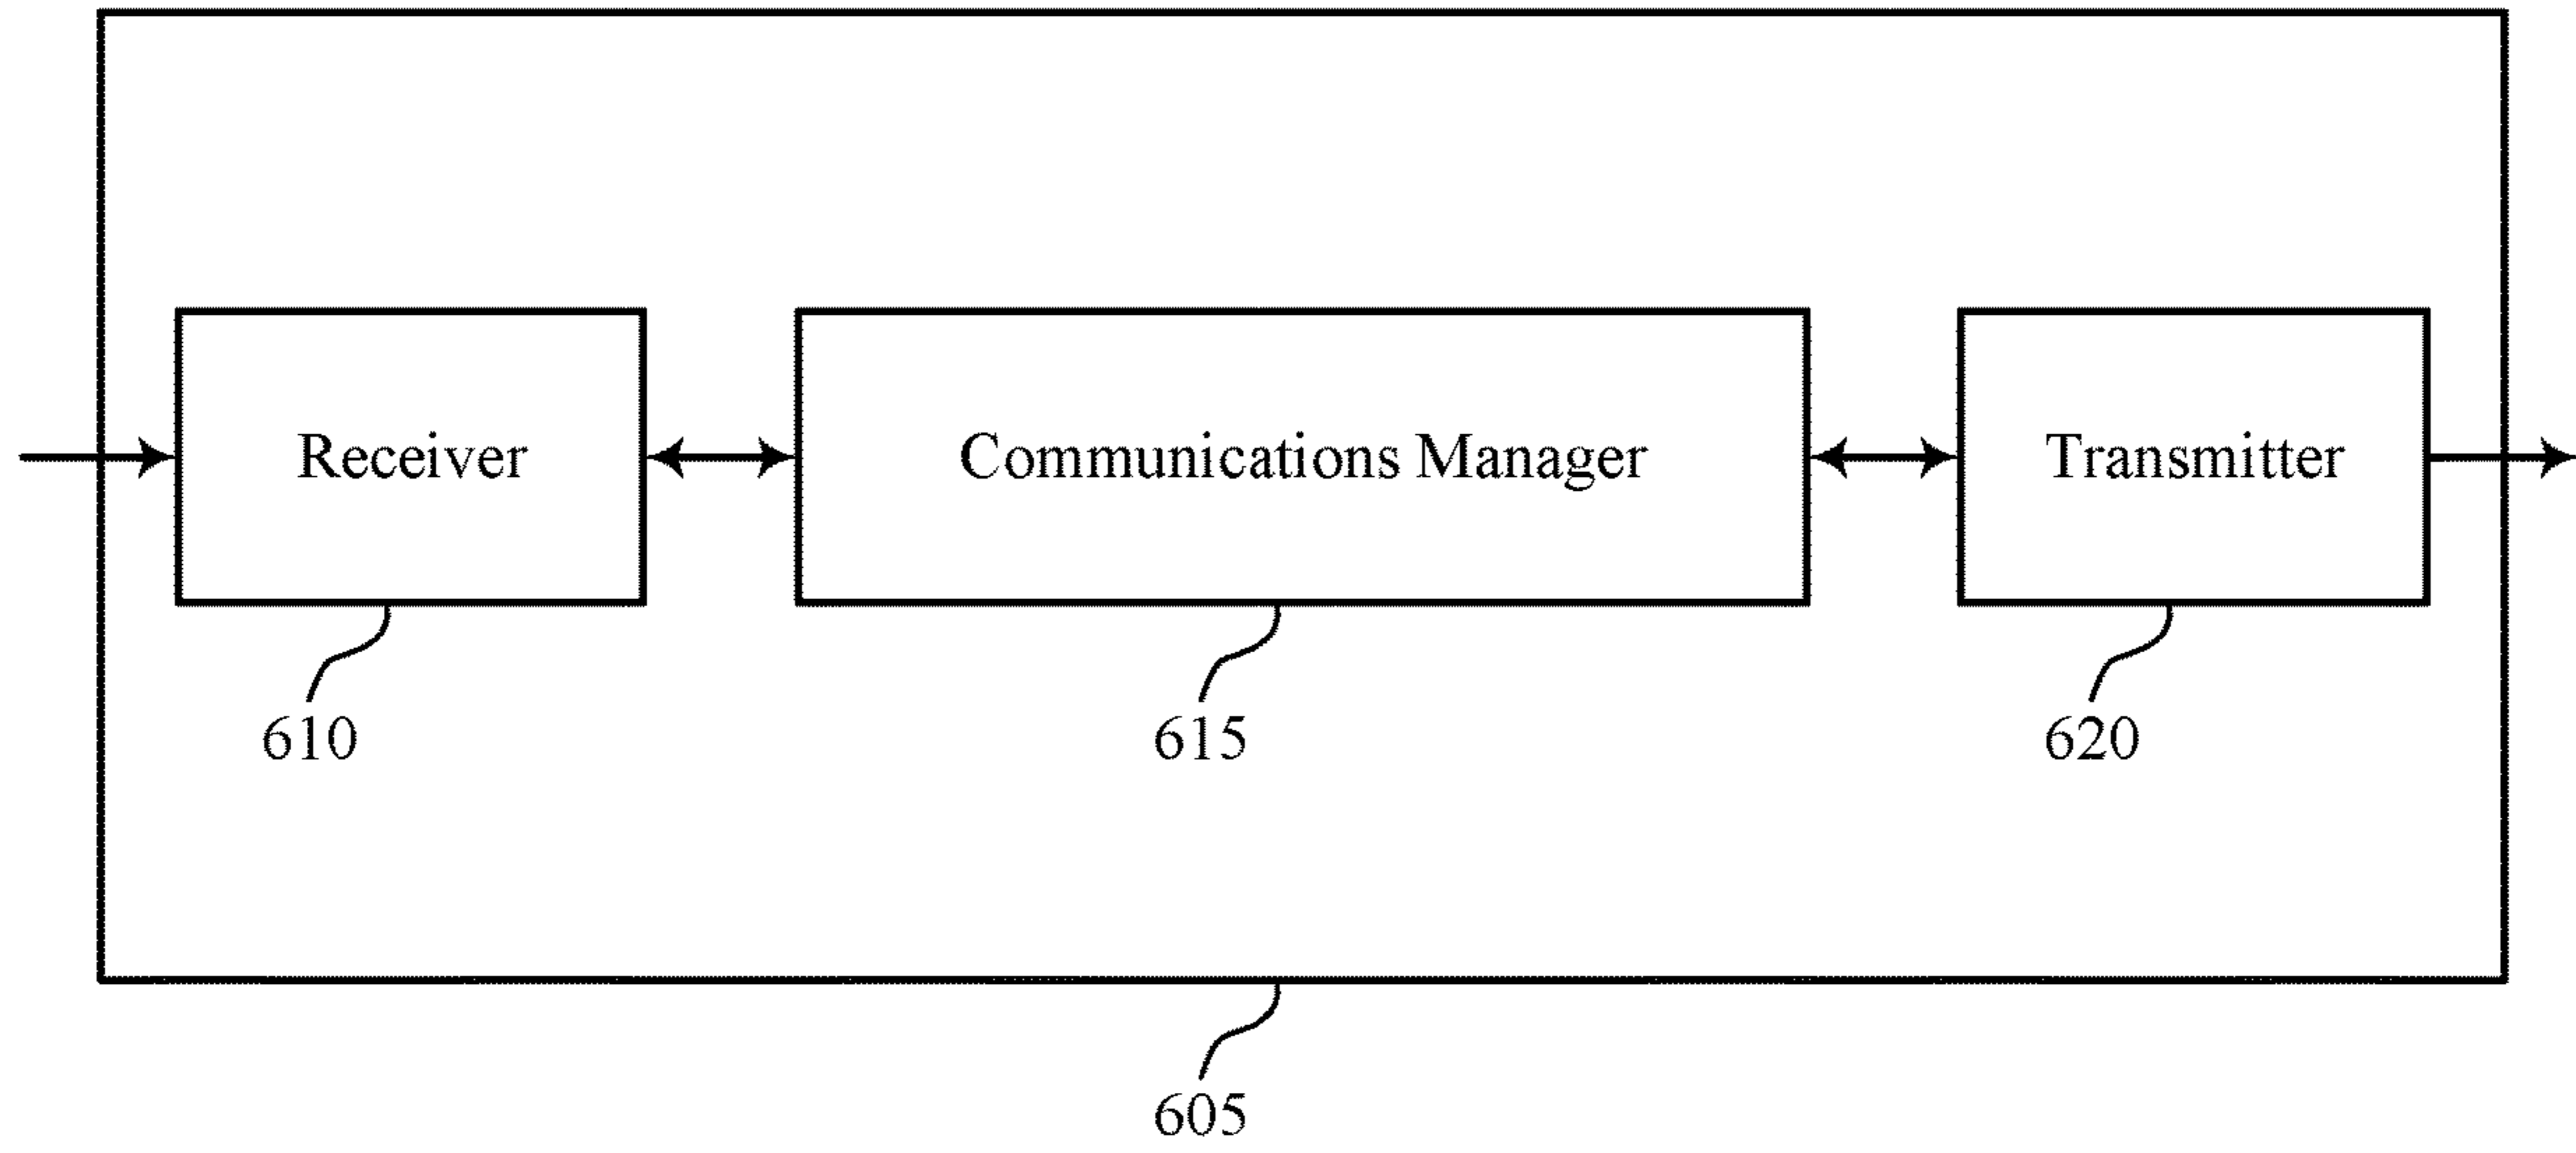 Receiver
Communications Manager
Transmitter
610
615
620
605